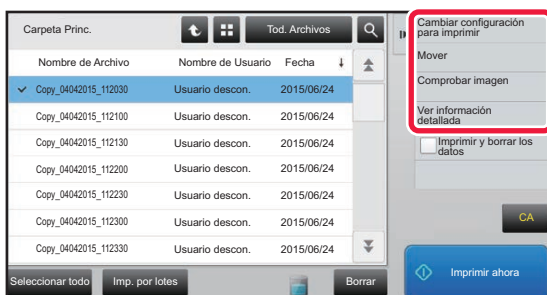 Carpeta Princ.
Tod. Archivos
Nombre de Archivo Nombre de Usuario Fecha
Copy_04042015_112030 Usuario descon. 2015/06/24
Copy_04042015_112100 Usuario descon. 2015/06/24
Copy_04042015_112130 Usuario descon. 2015/06/24
Copy_04042015_112200 Usuario descon. 2015/06/24
Copy_04042015_112230 Usuario descon. 2015/06/24
Copy_04042015_112300 Usuario descon. 2015/06/24
Copy_04042015_112330 Usuario descon. 2015/06/24
Seleccionar todo Imp. por lotes Borrar
Cambiar configuración
para imprimir
Mover
Comprobar imagen
Ver información
detallada
Imprimir y borrar los
datos
CA
Imprimir ahora